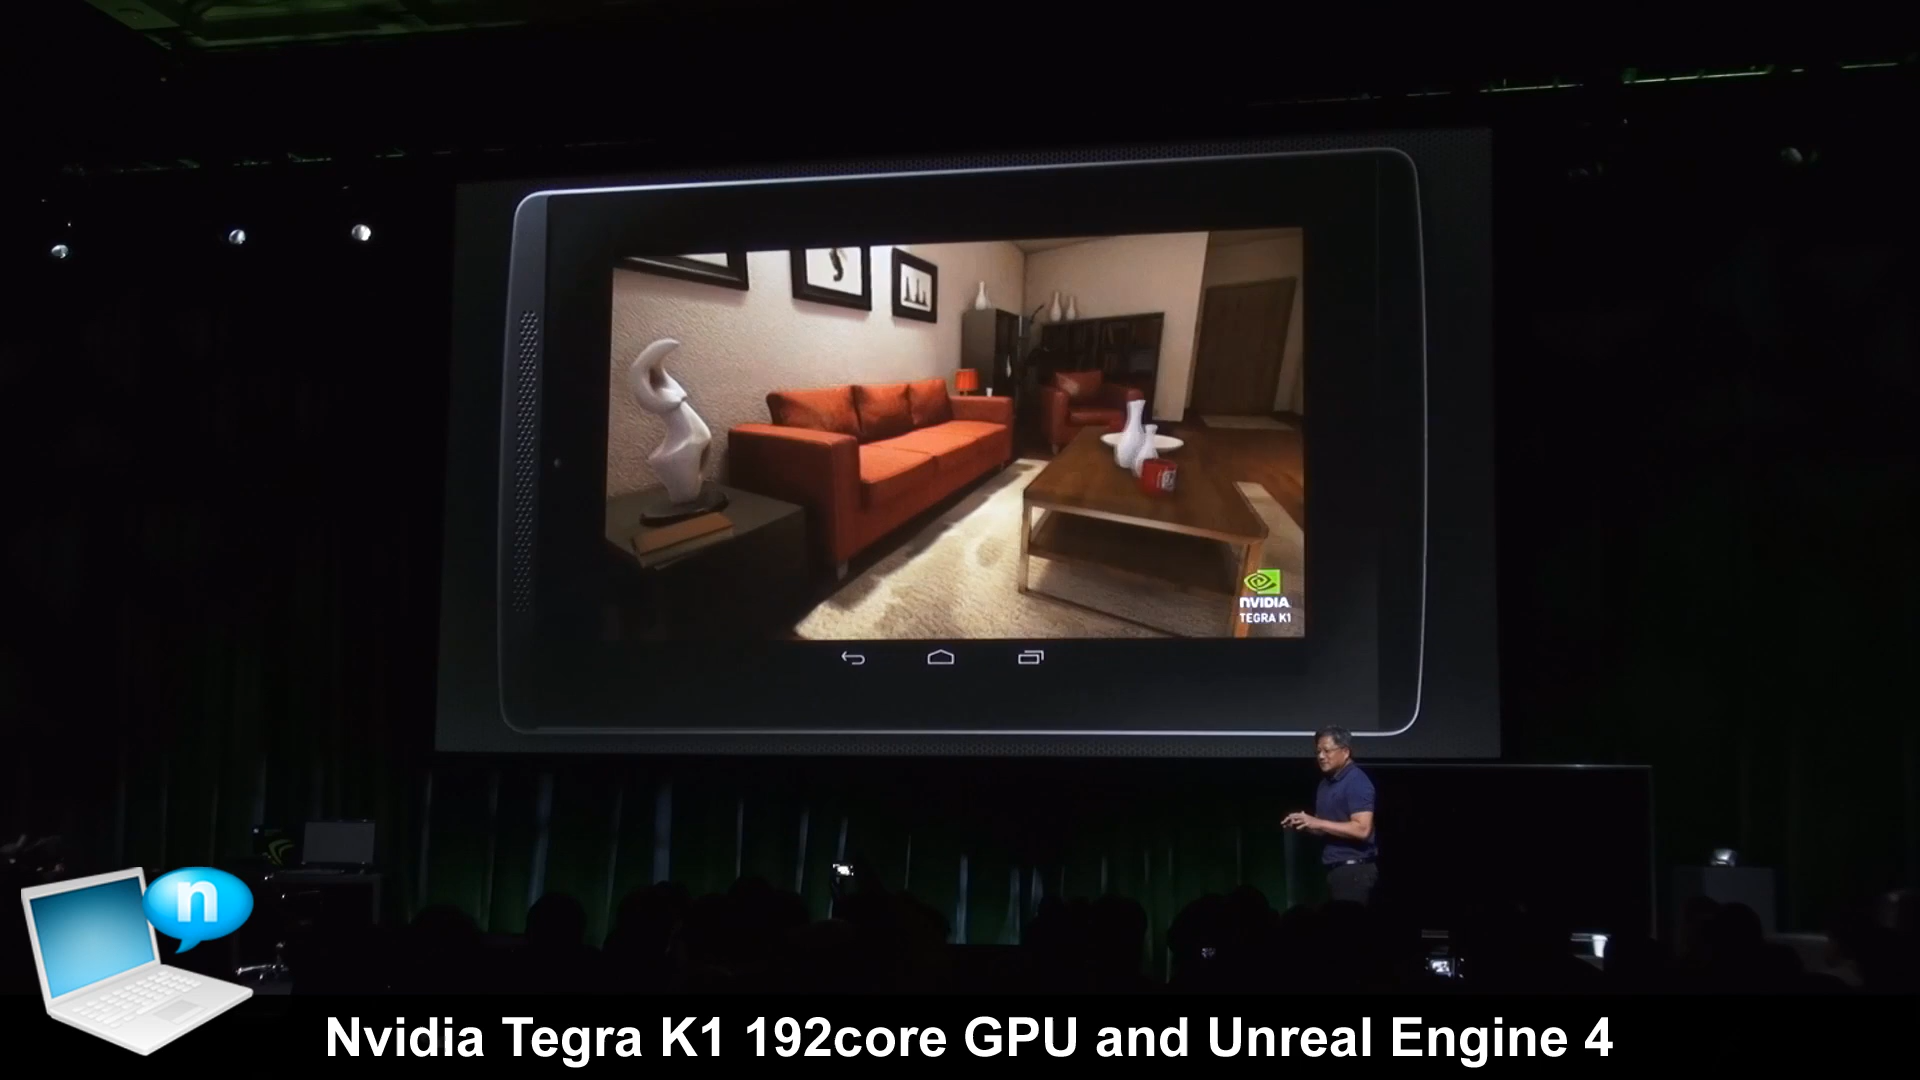 NVIDIA
TEGRA K1
n
Nvidia Tegra K1 192core GPU and Unreal Engine 4